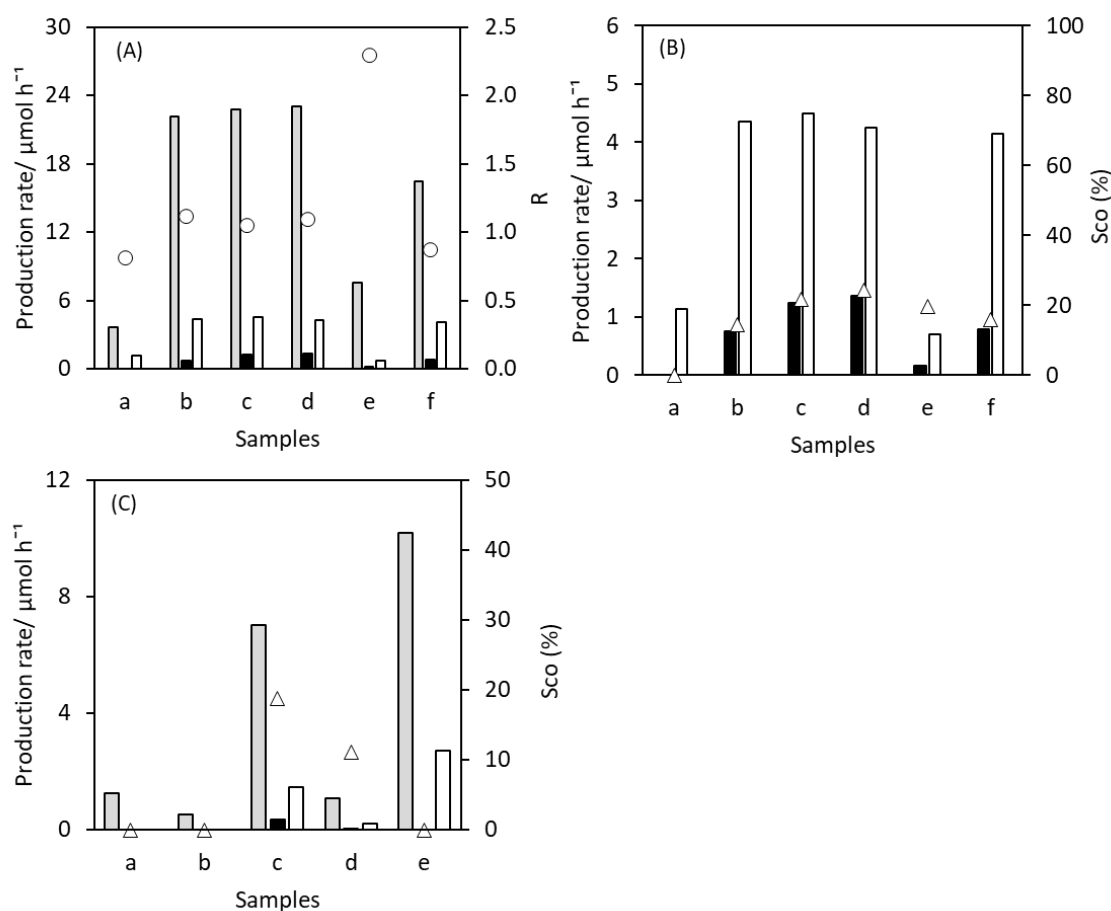 (A)
Production rate/ μmol h⁻¹
30
24
18
12
6
0
2.5
2.0
1.5
1.0
0.5
0.0
R
a b c d e f
Samples
(B)
Production rate/ μmol h⁻¹
6
5
4
3
2
1
0
100
80
60
40
20
0
Sco (%)
a b c d e f
Samples
(C)
Production rate/ μmol h⁻¹
12
8
4
0
50
40
30
20
10
0
Sco (%)
a b c d e
Samples